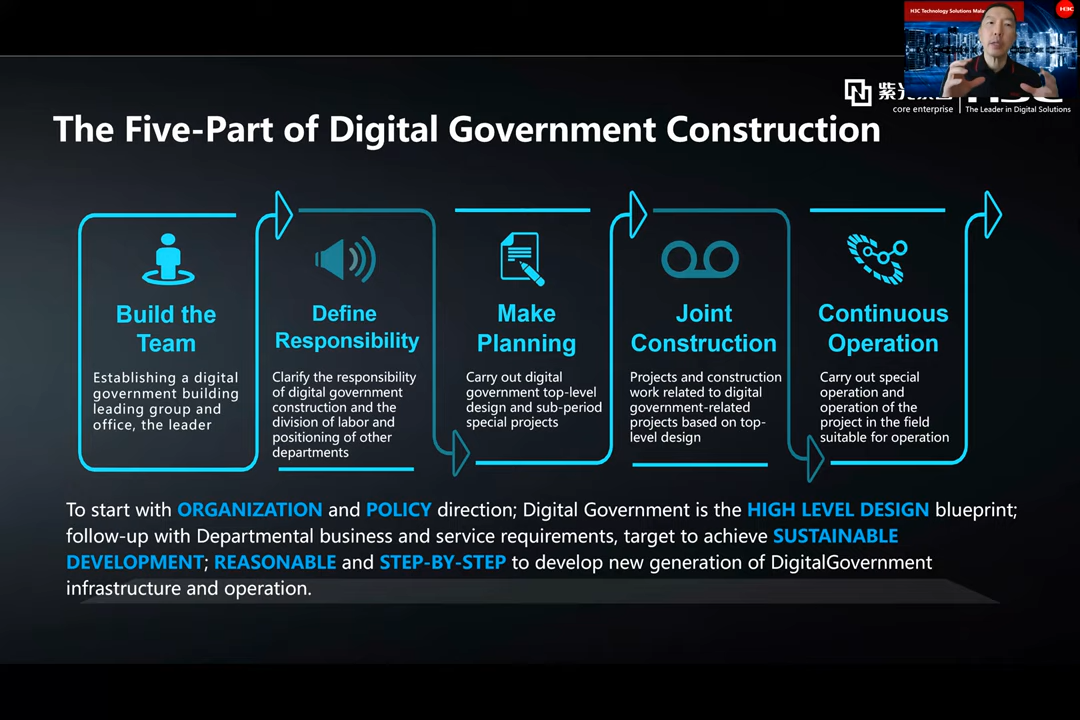 H3C Technology Solutions
H3C
紫光
core enterprise
The Leader in Digital Solutions
The Five-Part of Digital Government Construction
Build the
Team
Establishing a digital
government building
leading group and
office, the leader
Define
Responsibility
Clarify the responsibility
of digital government
construction and the
division of labor and
positioning of other
departments
Make
Planning
Carry out digital
government top-level
design and sub-period
special projects
Joint
Construction
Projects and construction
work related to digital
government-related
projects based on top-
level design
Continuous
Operation
Carry out special
operation and
operation of the
project in the field
suitable for operation
To start with ORGANIZATION and POLICY direction; Digital Government is the HIGH LEVEL DESIGN blueprint;
follow-up with Departmental business and service requirements, target to achieve SUSTAINABLE
DEVELOPMENT; REASONABLE and STEP-BY-STEP to develop new generation of DigitalGovernment
infrastructure and operation.